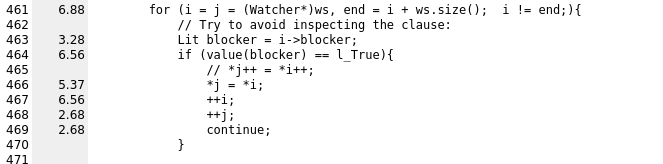 461 6.88 for (i = j = (Watcher*)ws, end = i + ws.size();  i != end;){
462 // Try to avoid inspecting the clause:
463 3.28 Lit blocker = i->blocker;
464 6.56 if (value(blocker) == l_True){
465 // *j++ = *i++;
466 5.37 *j = *i;
467 6.56 ++i;
468 2.68 ++j;
469 2.68 continue;
470 }
471